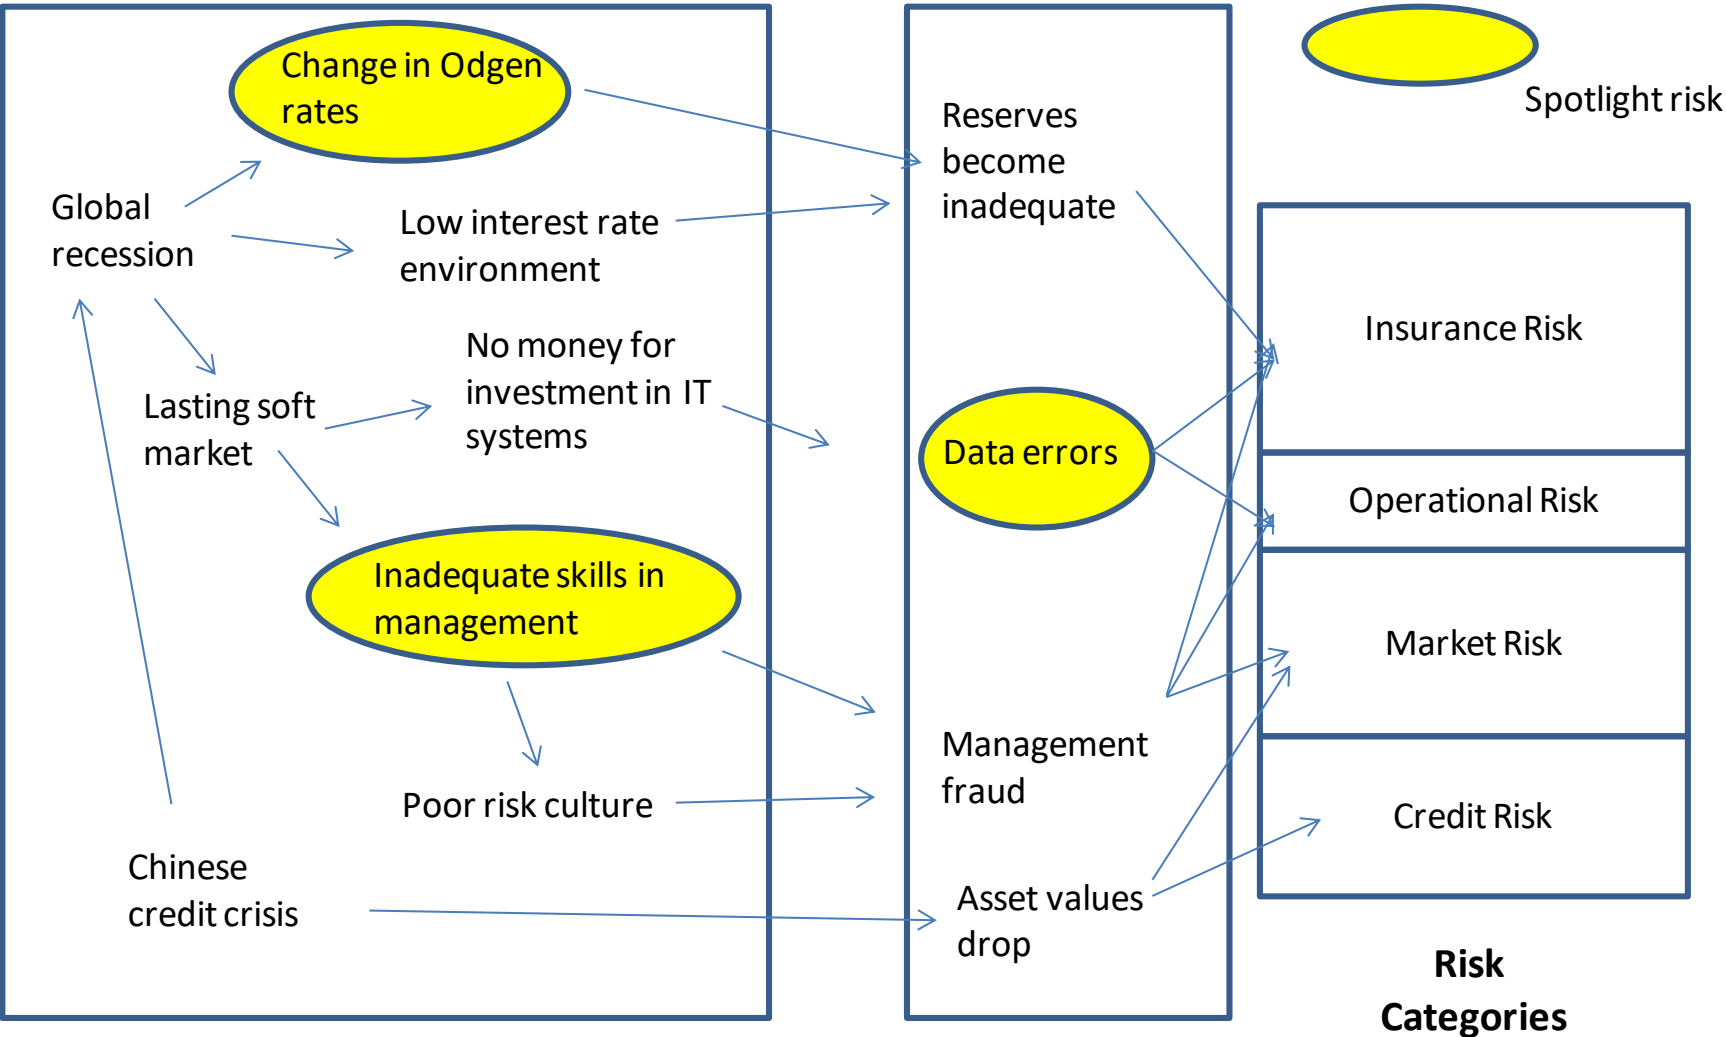 Change in Odgen
rates
Global
recession
Low interest rate
environment
No money for
investment in IT
systems
Lasting soft
market
Inadequate skills in
management
Poor risk culture
Chinese
credit crisis
Reserves
become
inadequate
Data errors
Management
fraud
Asset values
drop
Spotlight risk
Insurance Risk
Operational Risk
Market Risk
Credit Risk
Risk
Categories